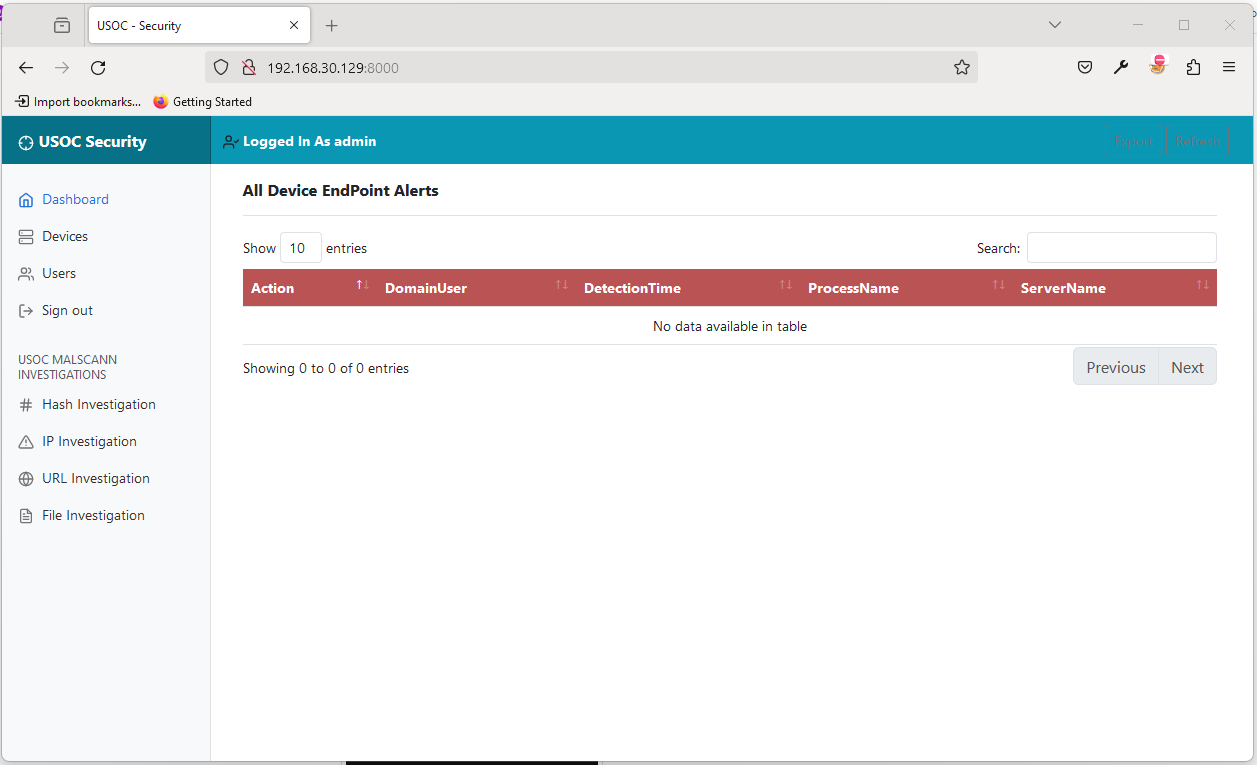 USOC - Security
192.168.30.129:8000
Import bookmarks...
Getting Started
USOC Security
Logged In As admin
Export
Refresh
Dashboard
Devices
Users
Sign out
USOC MALSCANN
INVESTIGATIONS
Hash Investigation
IP Investigation
URL Investigation
File Investigation
All Device EndPoint Alerts
Show 10 entries
Search:
Action DomainUser DetectionTime ProcessName ServerName
No data available in table
Showing 0 to 0 of 0 entries
Previous Next